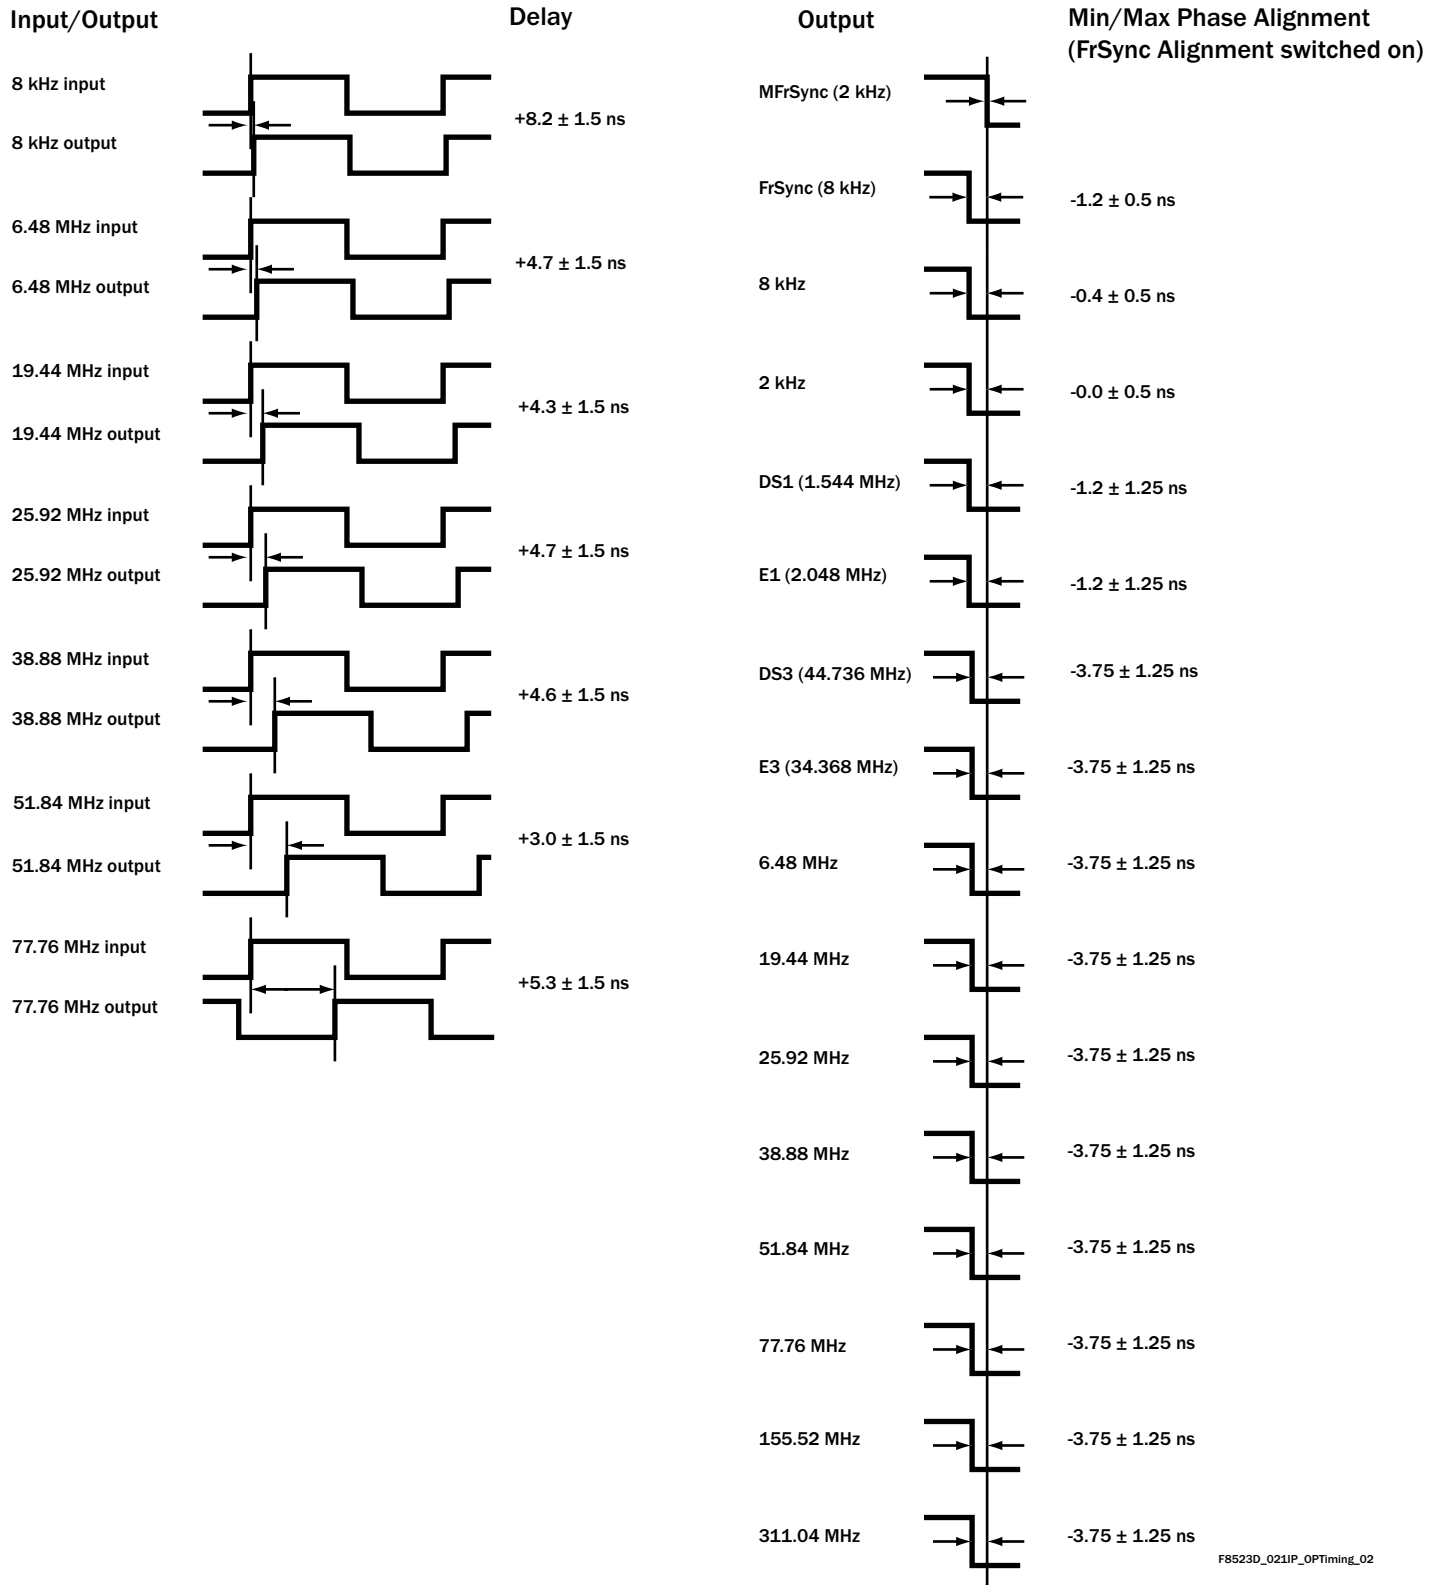 Input/Output
Delay
8 kHz input
+8.2 ± 1.5 ns
8 kHz output
6.48 MHz input
+4.7 ± 1.5 ns
6.48 MHz output
19.44 MHz input
+4.3 ± 1.5 ns
19.44 MHz output
25.92 MHz input
+4.7 ± 1.5 ns
25.92 MHz output
38.88 MHz input
+4.6 ± 1.5 ns
38.88 MHz output
51.84 MHz input
+3.0 ± 1.5 ns
51.84 MHz output
77.76 MHz input
+5.3 ± 1.5 ns
77.76 MHz output
Output
Min/Max Phase Alignment
(FrSync Alignment switched on)
MFrSync (2 kHz)
FrSync (8 kHz)
-1.2 ± 0.5 ns
8 kHz
-0.4 ± 0.5 ns
2 kHz
-0.0 ± 0.5 ns
DS1 (1.544 MHz)
-1.2 ± 1.25 ns
E1 (2.048 MHz)
-1.2 ± 1.25 ns
DS3 (44.736 MHz)
-3.75 ± 1.25 ns
E3 (34.368 MHz)
-3.75 ± 1.25 ns
6.48 MHz
-3.75 ± 1.25 ns
19.44 MHz
-3.75 ± 1.25 ns
25.92 MHz
-3.75 ± 1.25 ns
38.88 MHz
-3.75 ± 1.25 ns
51.84 MHz
-3.75 ± 1.25 ns
77.76 MHz
-3.75 ± 1.25 ns
155.52 MHz
-3.75 ± 1.25 ns
311.04 MHz
-3.75 ± 1.25 ns
F8523D_021IP_OPTiming_02